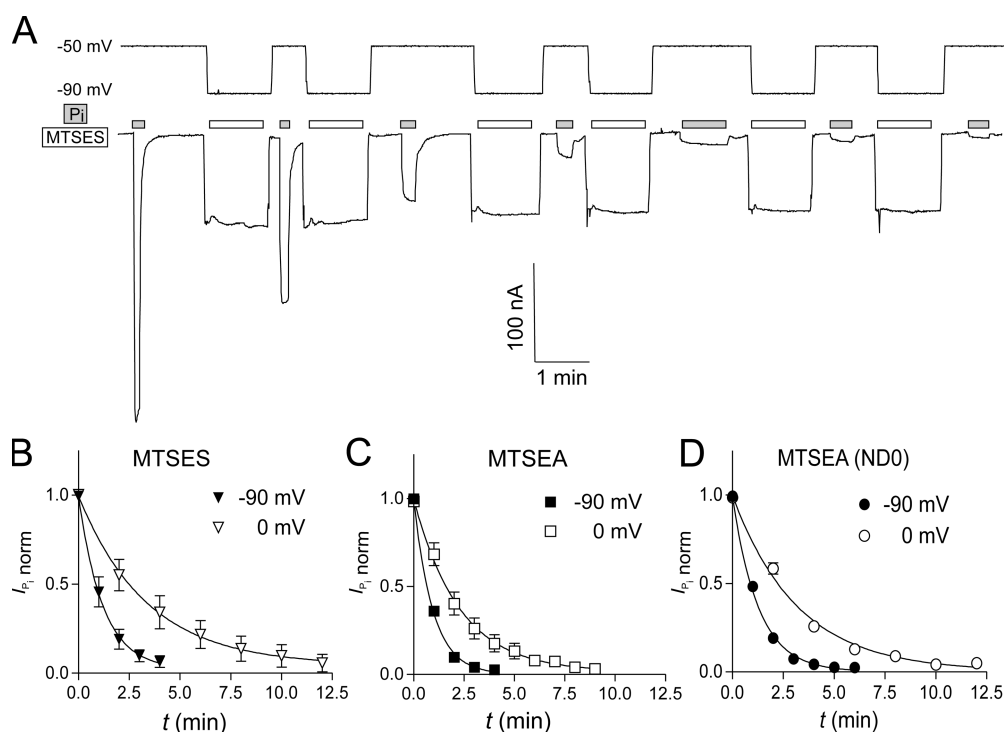 A
-50 mV
-90 mV
Pi
MTSES
100 nA
1 min
B
MTSES
-90 mV
0 mV
1.0
0.5
0.0
IPi norm
0.0 2.5 5.0 7.5 10.0 12.5
t (min)
C
MTSEA
-90 mV
0 mV
1.0
0.5
0.0
IPi norm
0.0 2.5 5.0 7.5 10.0 12.5
t (min)
D
MTSEA (ND0)
-90 mV
0 mV
1.0
0.5
0.0
IPi norm
0.0 2.5 5.0 7.5 10.0 12.5
t (min)